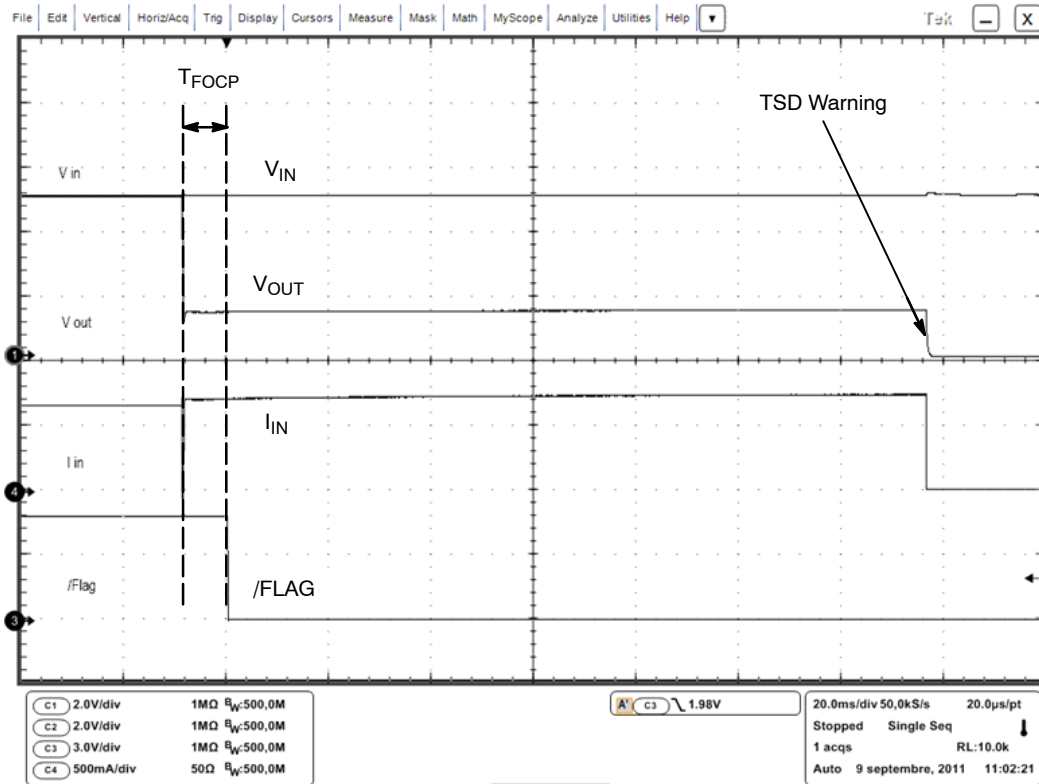 File Edit Vertical Horiz/Acq Trig Display Cursors Measure Mask Math MyScope Analyze Utilities Help ▼ Tek – X
TFOCP
TSD Warning
V in
VIN
VOUT
V out
1
IIN
I in
4
/Flag
/FLAG
3
C1 2.0V/div 1MΩ BW:500,0M
C2 2.0V/div 1MΩ BW:500,0M
C3 3.0V/div 1MΩ BW:500,0M
C4 500mA/div 50Ω BW:500,0M
A' C3 1.98V
20.0ms/div 50,0kS/s 20.0µs/pt
Stopped Single Seq
1 acqs RL:10.0k
Auto 9 septembre, 2011 11:02:21